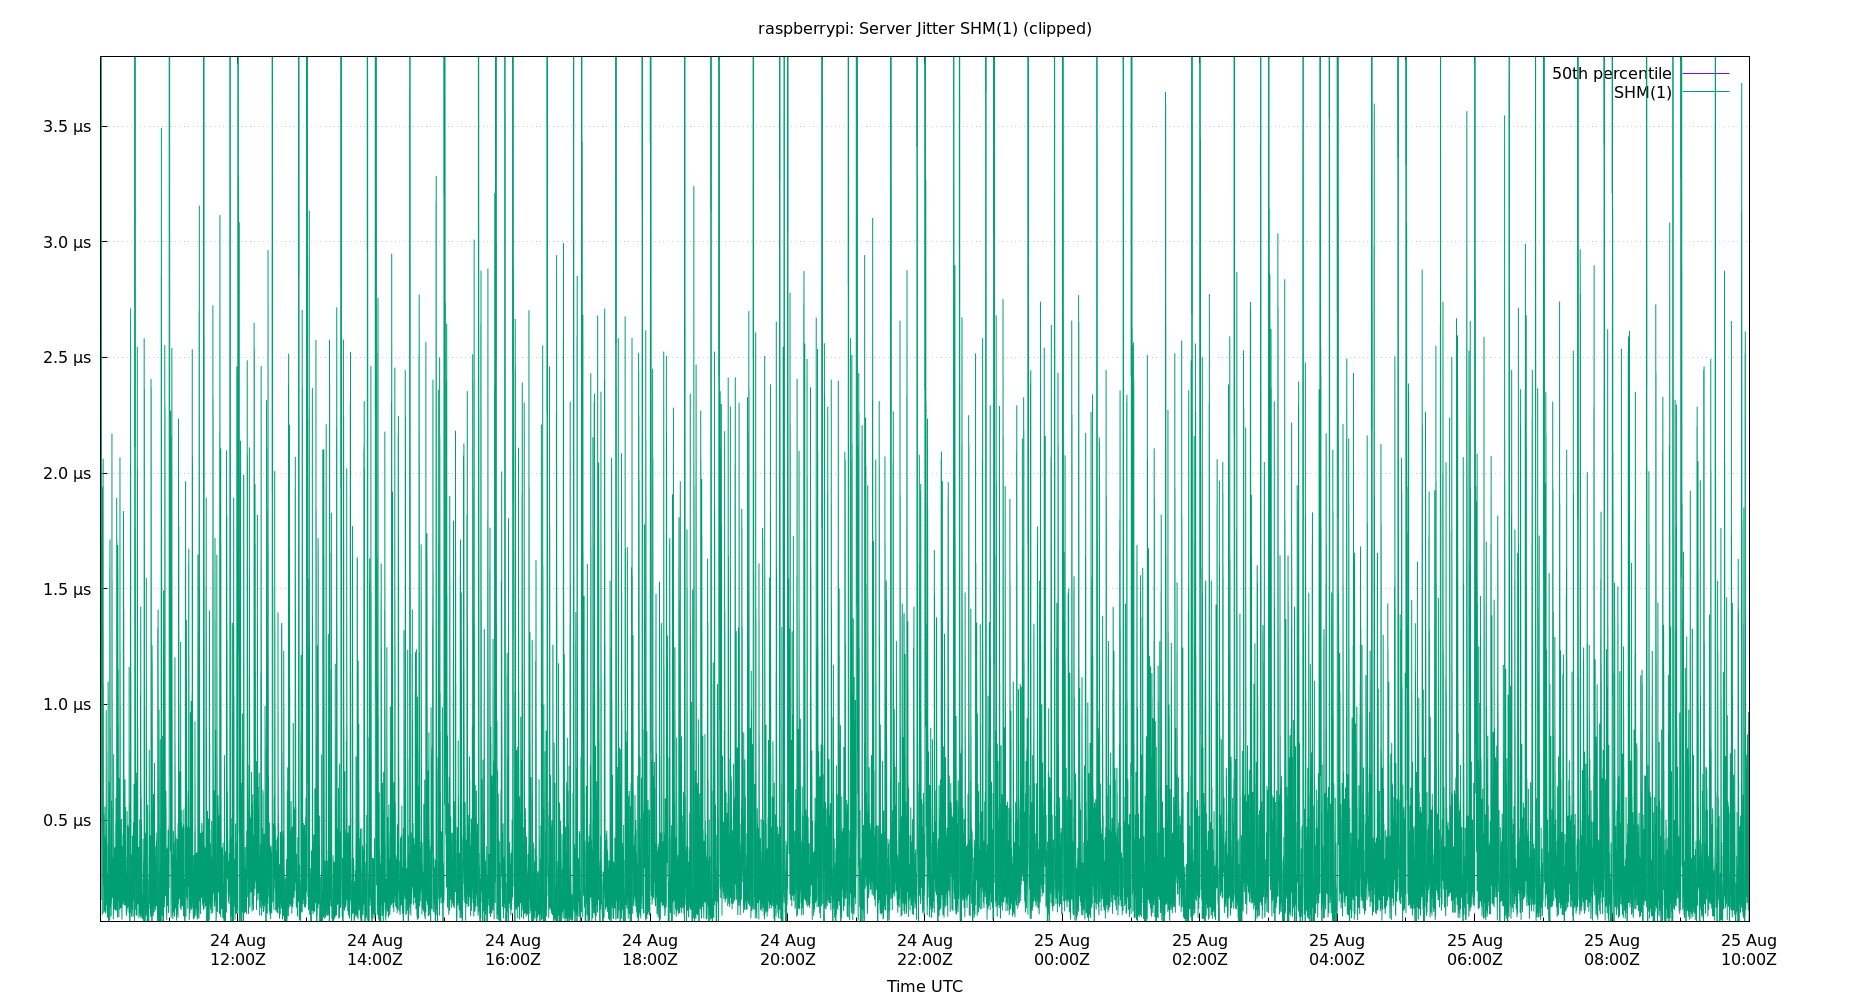 raspberrypi: Server Jitter SHM(1) (clipped)
50th percentile
SHM(1)
3.5 µs
3.0 µs
2.5 µs
2.0 µs
1.5 µs
1.0 µs
0.5 µs
24 Aug 24 Aug 24 Aug 24 Aug 24 Aug 24 Aug 25 Aug 25 Aug 25 Aug 25 Aug 25 Aug 25 Aug
12:00Z 14:00Z 16:00Z 18:00Z 20:00Z 22:00Z 00:00Z 02:00Z 04:00Z 06:00Z 08:00Z 10:00Z
Time UTC